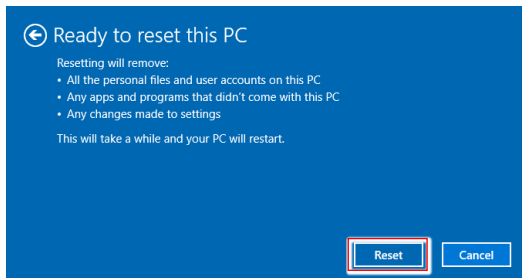 Ready to reset this PC
Resetting will remove:
• All the personal files and user accounts on this PC
• Any apps and programs that didn't come with this PC
• Any changes made to settings
This will take a while and your PC will restart.
Reset
Cancel